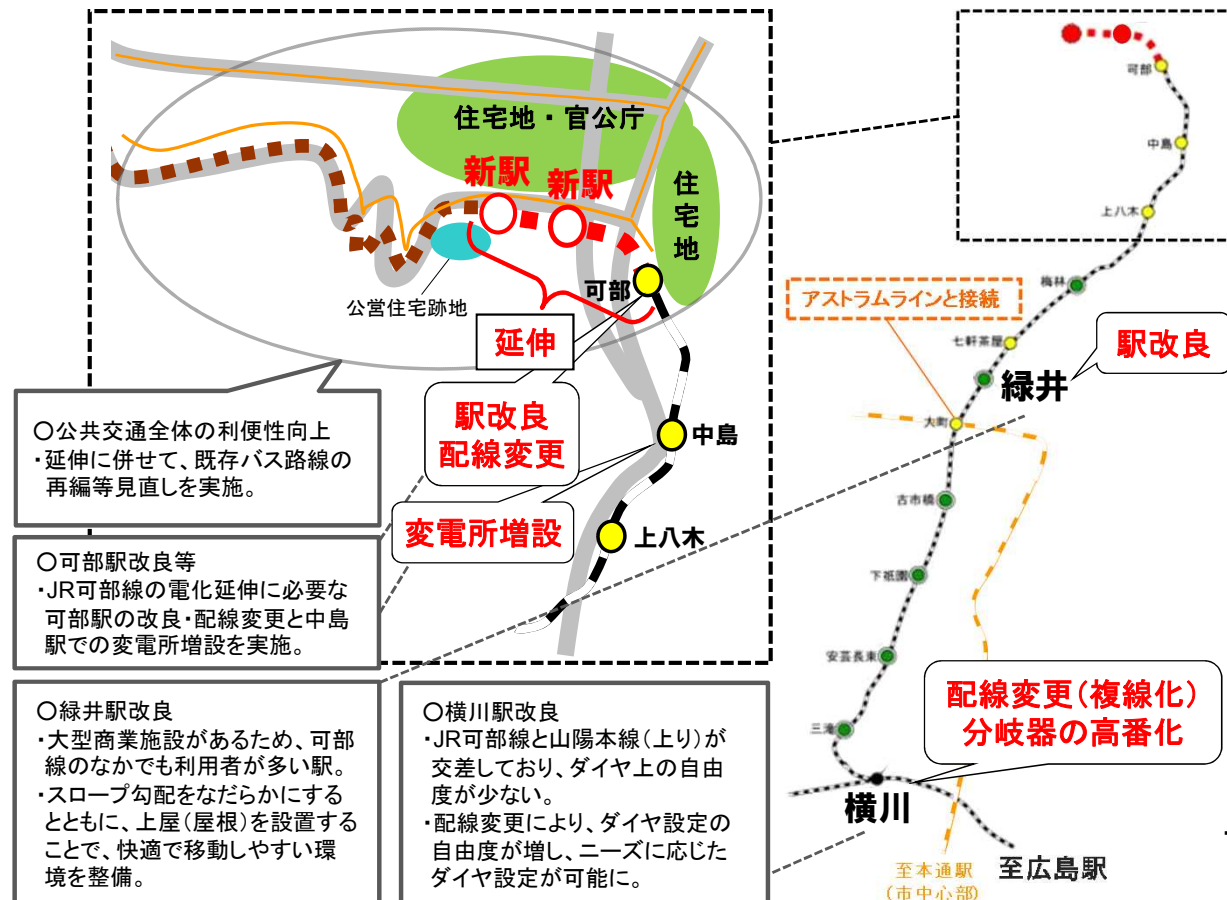 住宅地・官公庁
新駅
新駅
住宅地
可部
公営住宅跡地
延伸
駅改良
配線変更
中島
変電所増設
上八木
○公共交通全体の利便性向上
・延伸に併せて、既存バス路線の
再編等見直しを実施。
○可部駅改良等
・JR可部線の電化延伸に必要な
可部駅の改良・配線変更と中島
駅での変電所増設を実施。
○緑井駅改良
・大型商業施設があるため、可部
線のなかでも利用者が多い駅。
・スロープ勾配をなだらかにする
とともに、上屋(屋根)を設置する
ことで、快適で移動しやすい環
境を整備。
○横川駅改良
・JR可部線と山陽本線(上り)が
交差しており、ダイヤ上の自由
度が少ない。
・配線変更により、ダイヤ設定の
自由度が増し、ニーズに応じた
ダイヤ設定が可能に。
可部
中島
上八木
梅林
アストラムラインと接続
七軒茶屋
駅改良
緑井
大町
古市橋
下祇園
安芸長束
配線変更(複線化)
分岐器の高番化
三滝
横川
至本通駅
(市中心部)
至広島駅